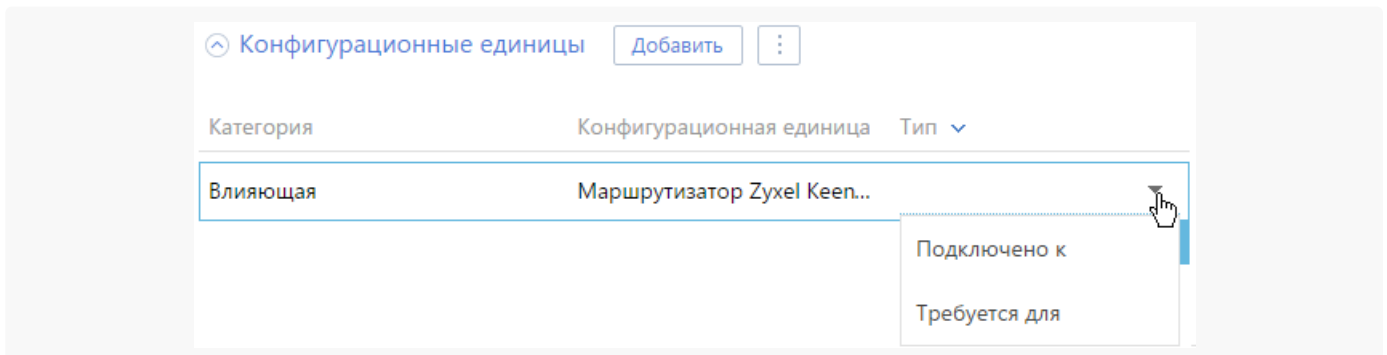 Конфигурационные единицы Добавить
Категория Конфигурационная единица Тип
Влияющая Маршрутизатор Zyxel Keen...
Подключено к
Требуется для